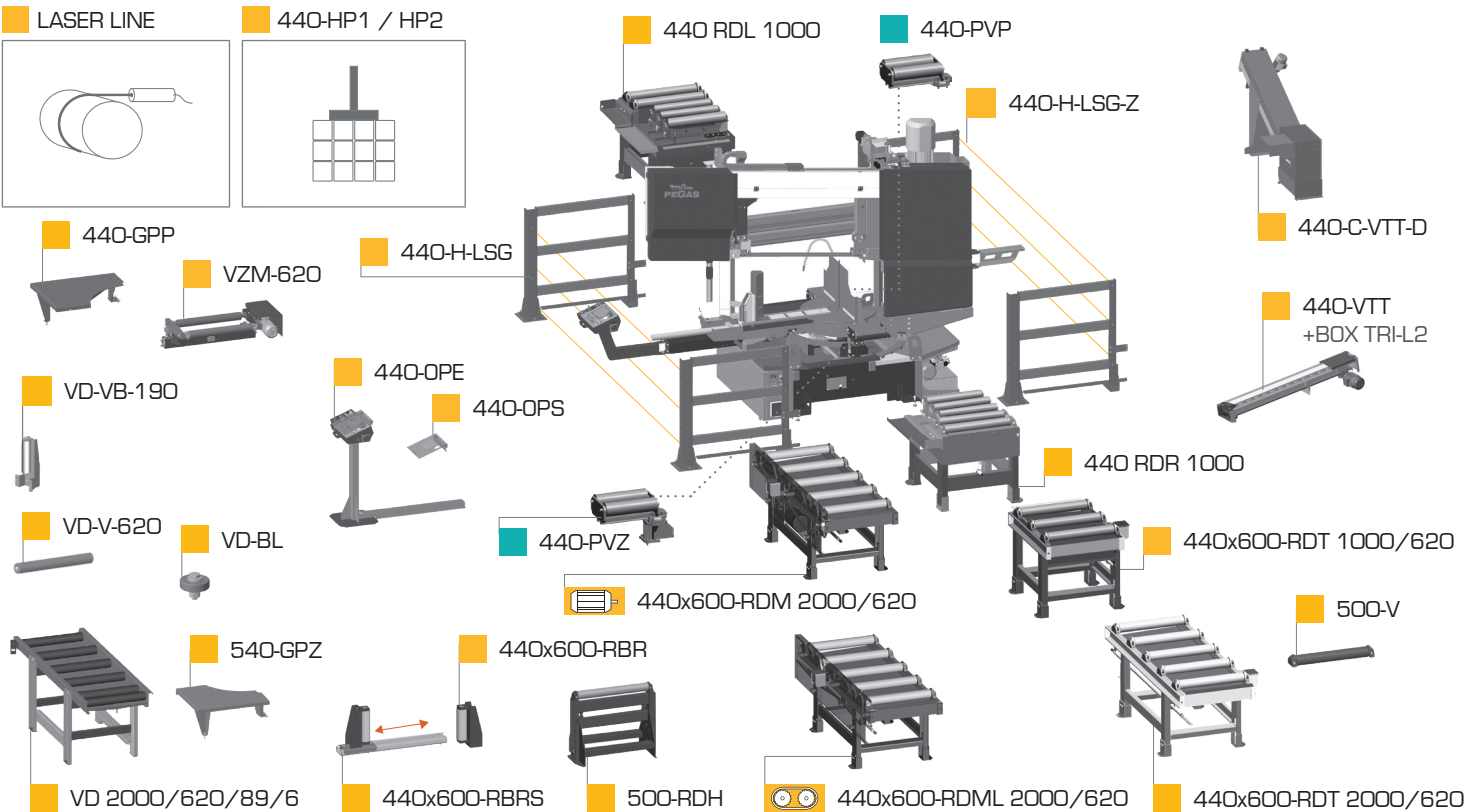 LASER LINE
440-HP1 / HP2
440 RDL 1000
440-PVP
440-H-LSG-Z
PEGAS
440-C-VTT-D
440-GPP
VZM-620
440-H-LSG
440-VTT
+BOX TRI-L2
VD-VB-190
440-OPE
440-OPS
440 RDR 1000
VD-V-620
VD-BL
440-PVZ
440x600-RDT 1000/620
440x600-RDM 2000/620
500-V
540-GPZ
440x600-RBR
VD 2000/620/89/6
440x600-RBRS
500-RDH
440x600-RDML 2000/620
440x600-RDT 2000/620